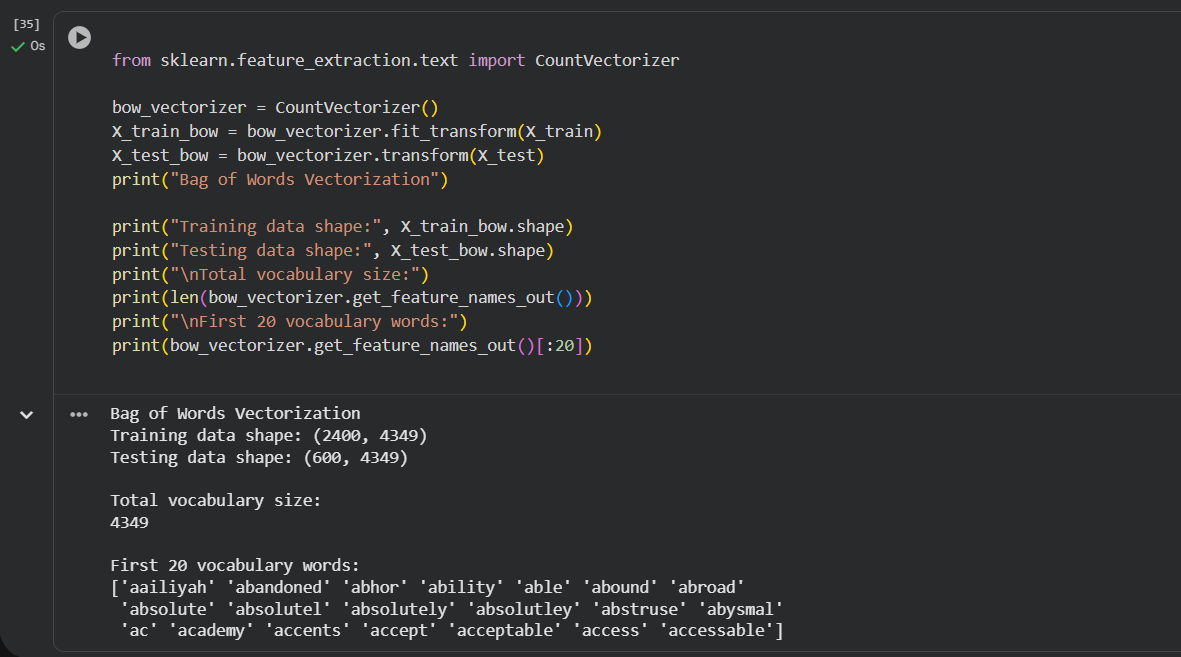 [35]
0s
from sklearn.feature_extraction.text import CountVectorizer
bow_vectorizer = CountVectorizer()
X_train_bow = bow_vectorizer.fit_transform(X_train)
X_test_bow = bow_vectorizer.transform(X_test)
print("Bag of Words Vectorization")
print("Training data shape:", X_train_bow.shape)
print("Testing data shape:", X_test_bow.shape)
print("\nTotal vocabulary size:")
print(len(bow_vectorizer.get_feature_names_out()))
print("\nFirst 20 vocabulary words:")
print(bow_vectorizer.get_feature_names_out()[:20])
Bag of Words Vectorization
Training data shape: (2400, 4349)
Testing data shape: (600, 4349)
Total vocabulary size:
4349
First 20 vocabulary words:
['aailiyah' 'abandoned' 'abhor' 'ability' 'able' 'abound' 'abroad'
'absolute' 'absolutel' 'absolutely' 'absolutley' 'abstruse' 'abysmal'
'ac' 'academy' 'accents' 'accept' 'acceptable' 'access' 'accessable']